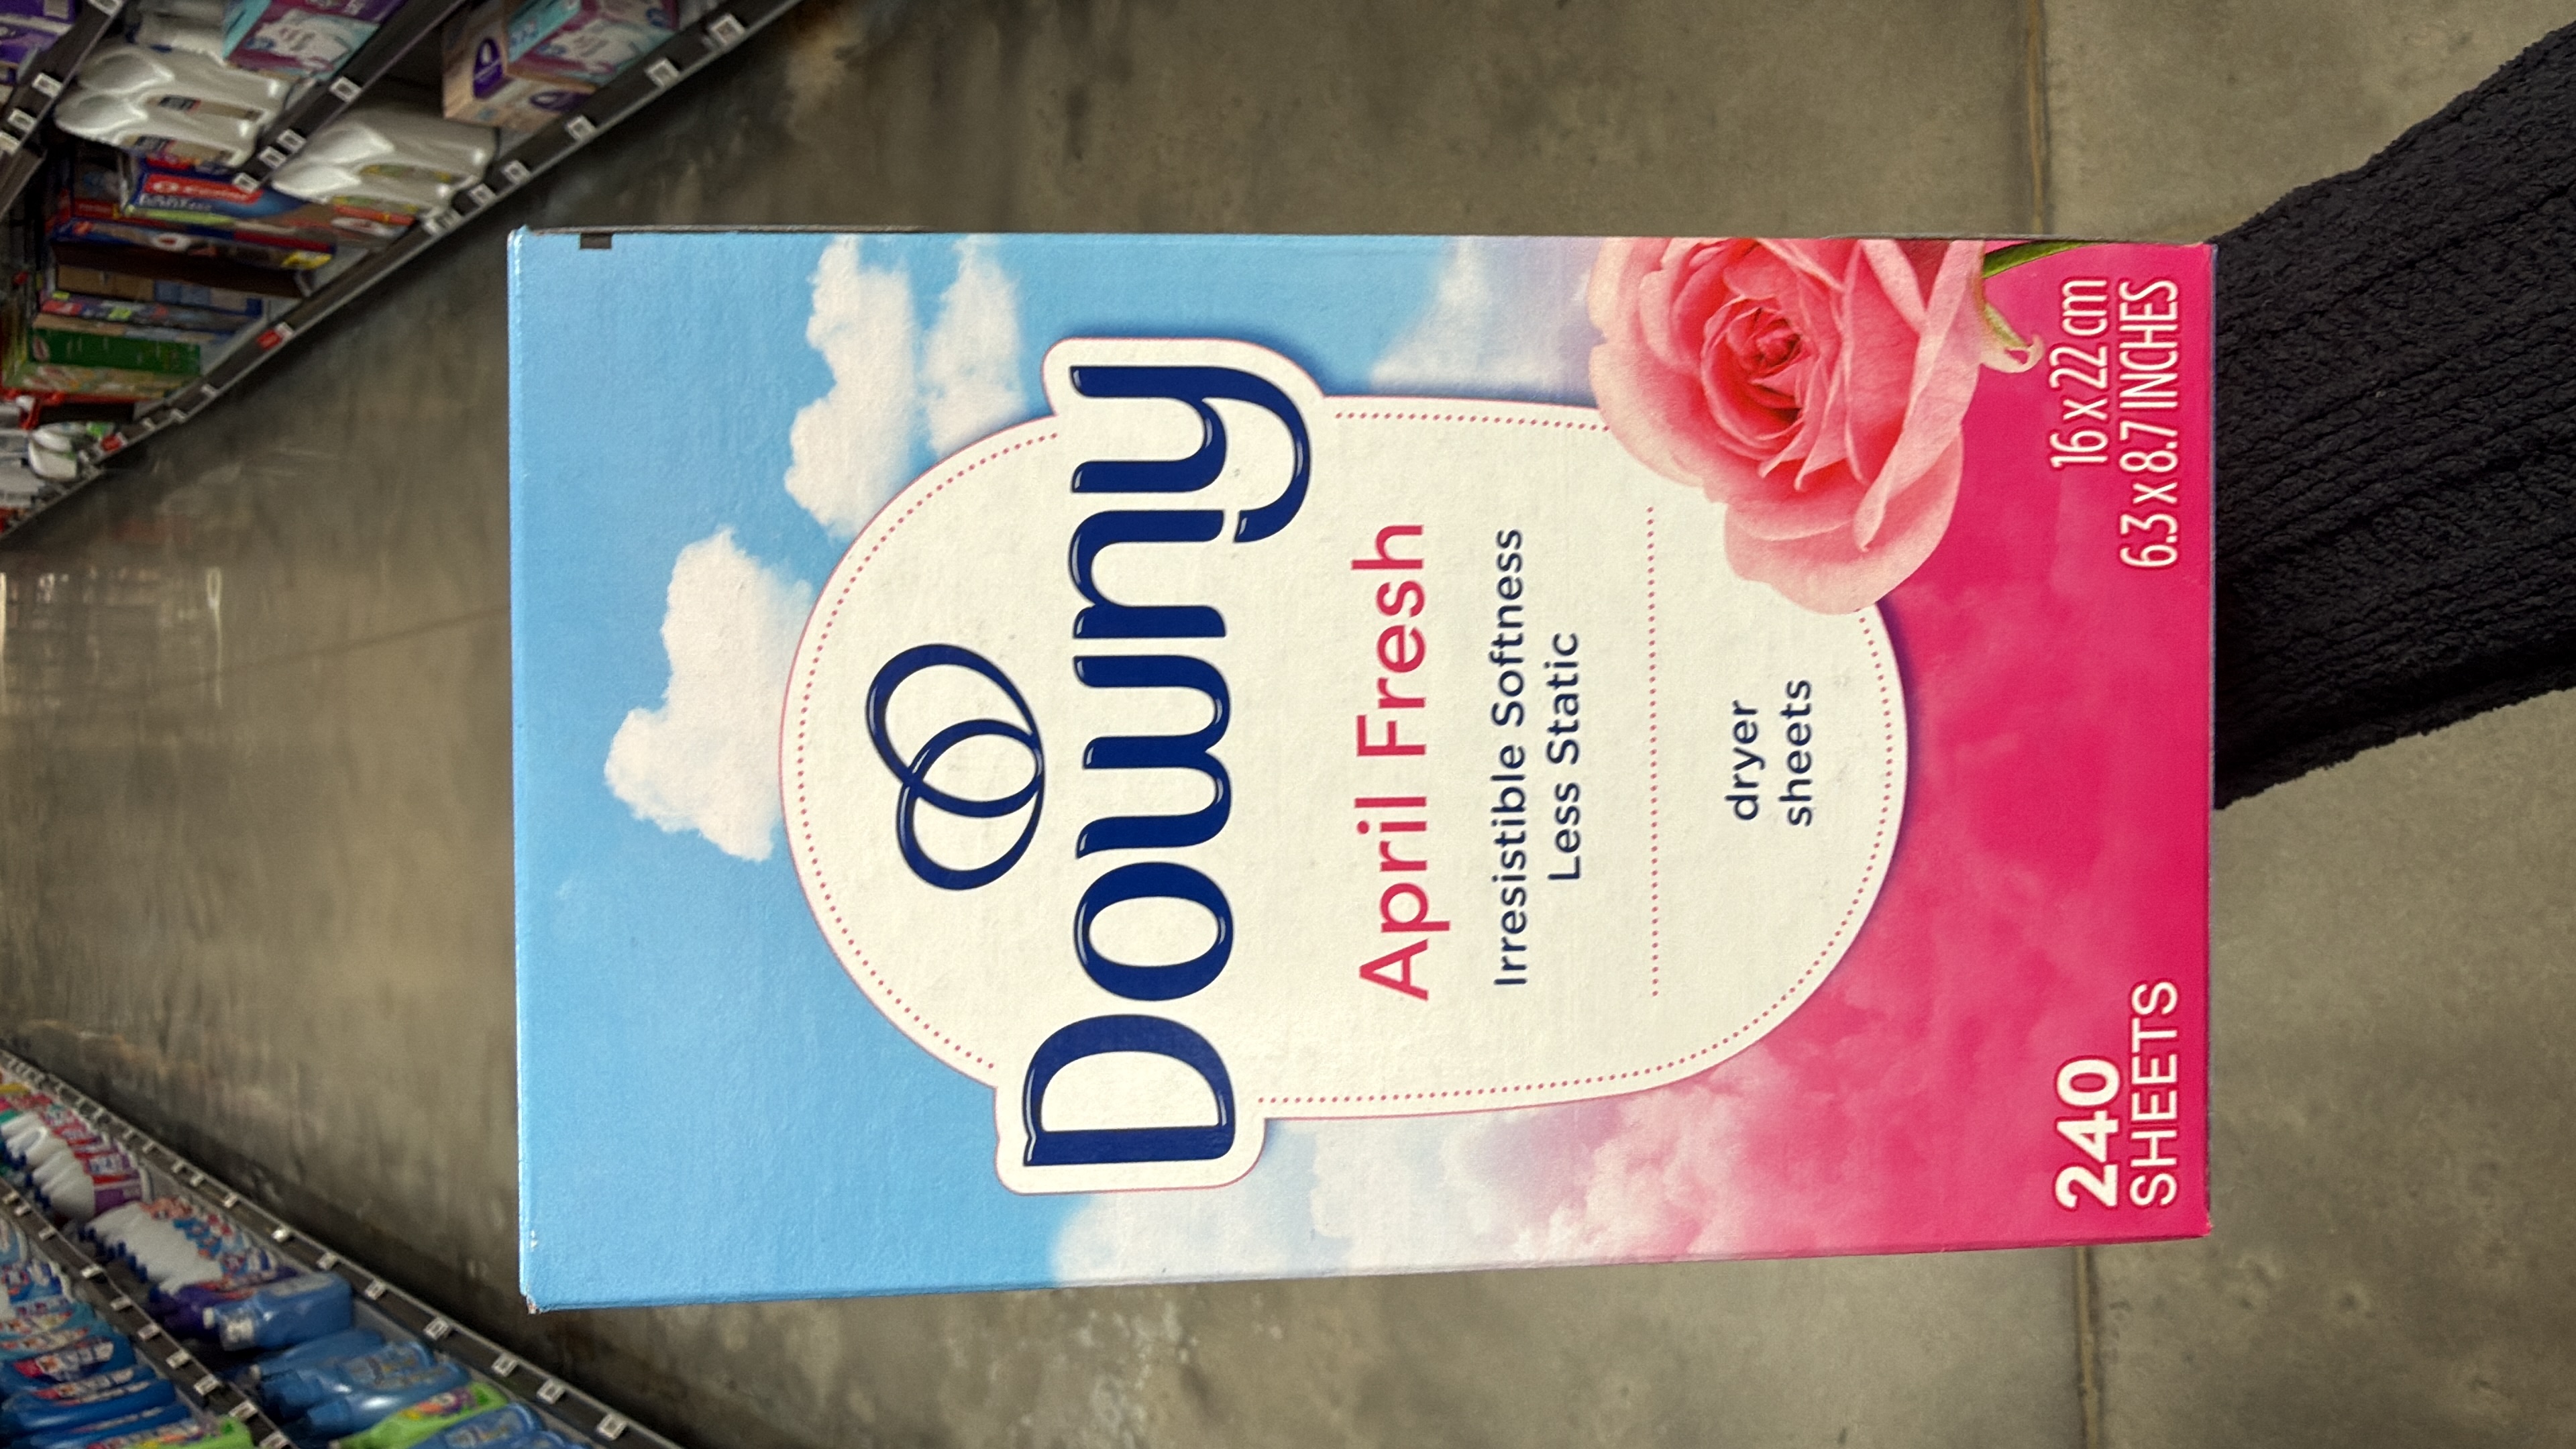 Downy
April Fresh
Irresistible Softness
Less Static
dryer
sheets
240
SHEETS
16 x 22 cm
6.3 x 8.7 INCHES